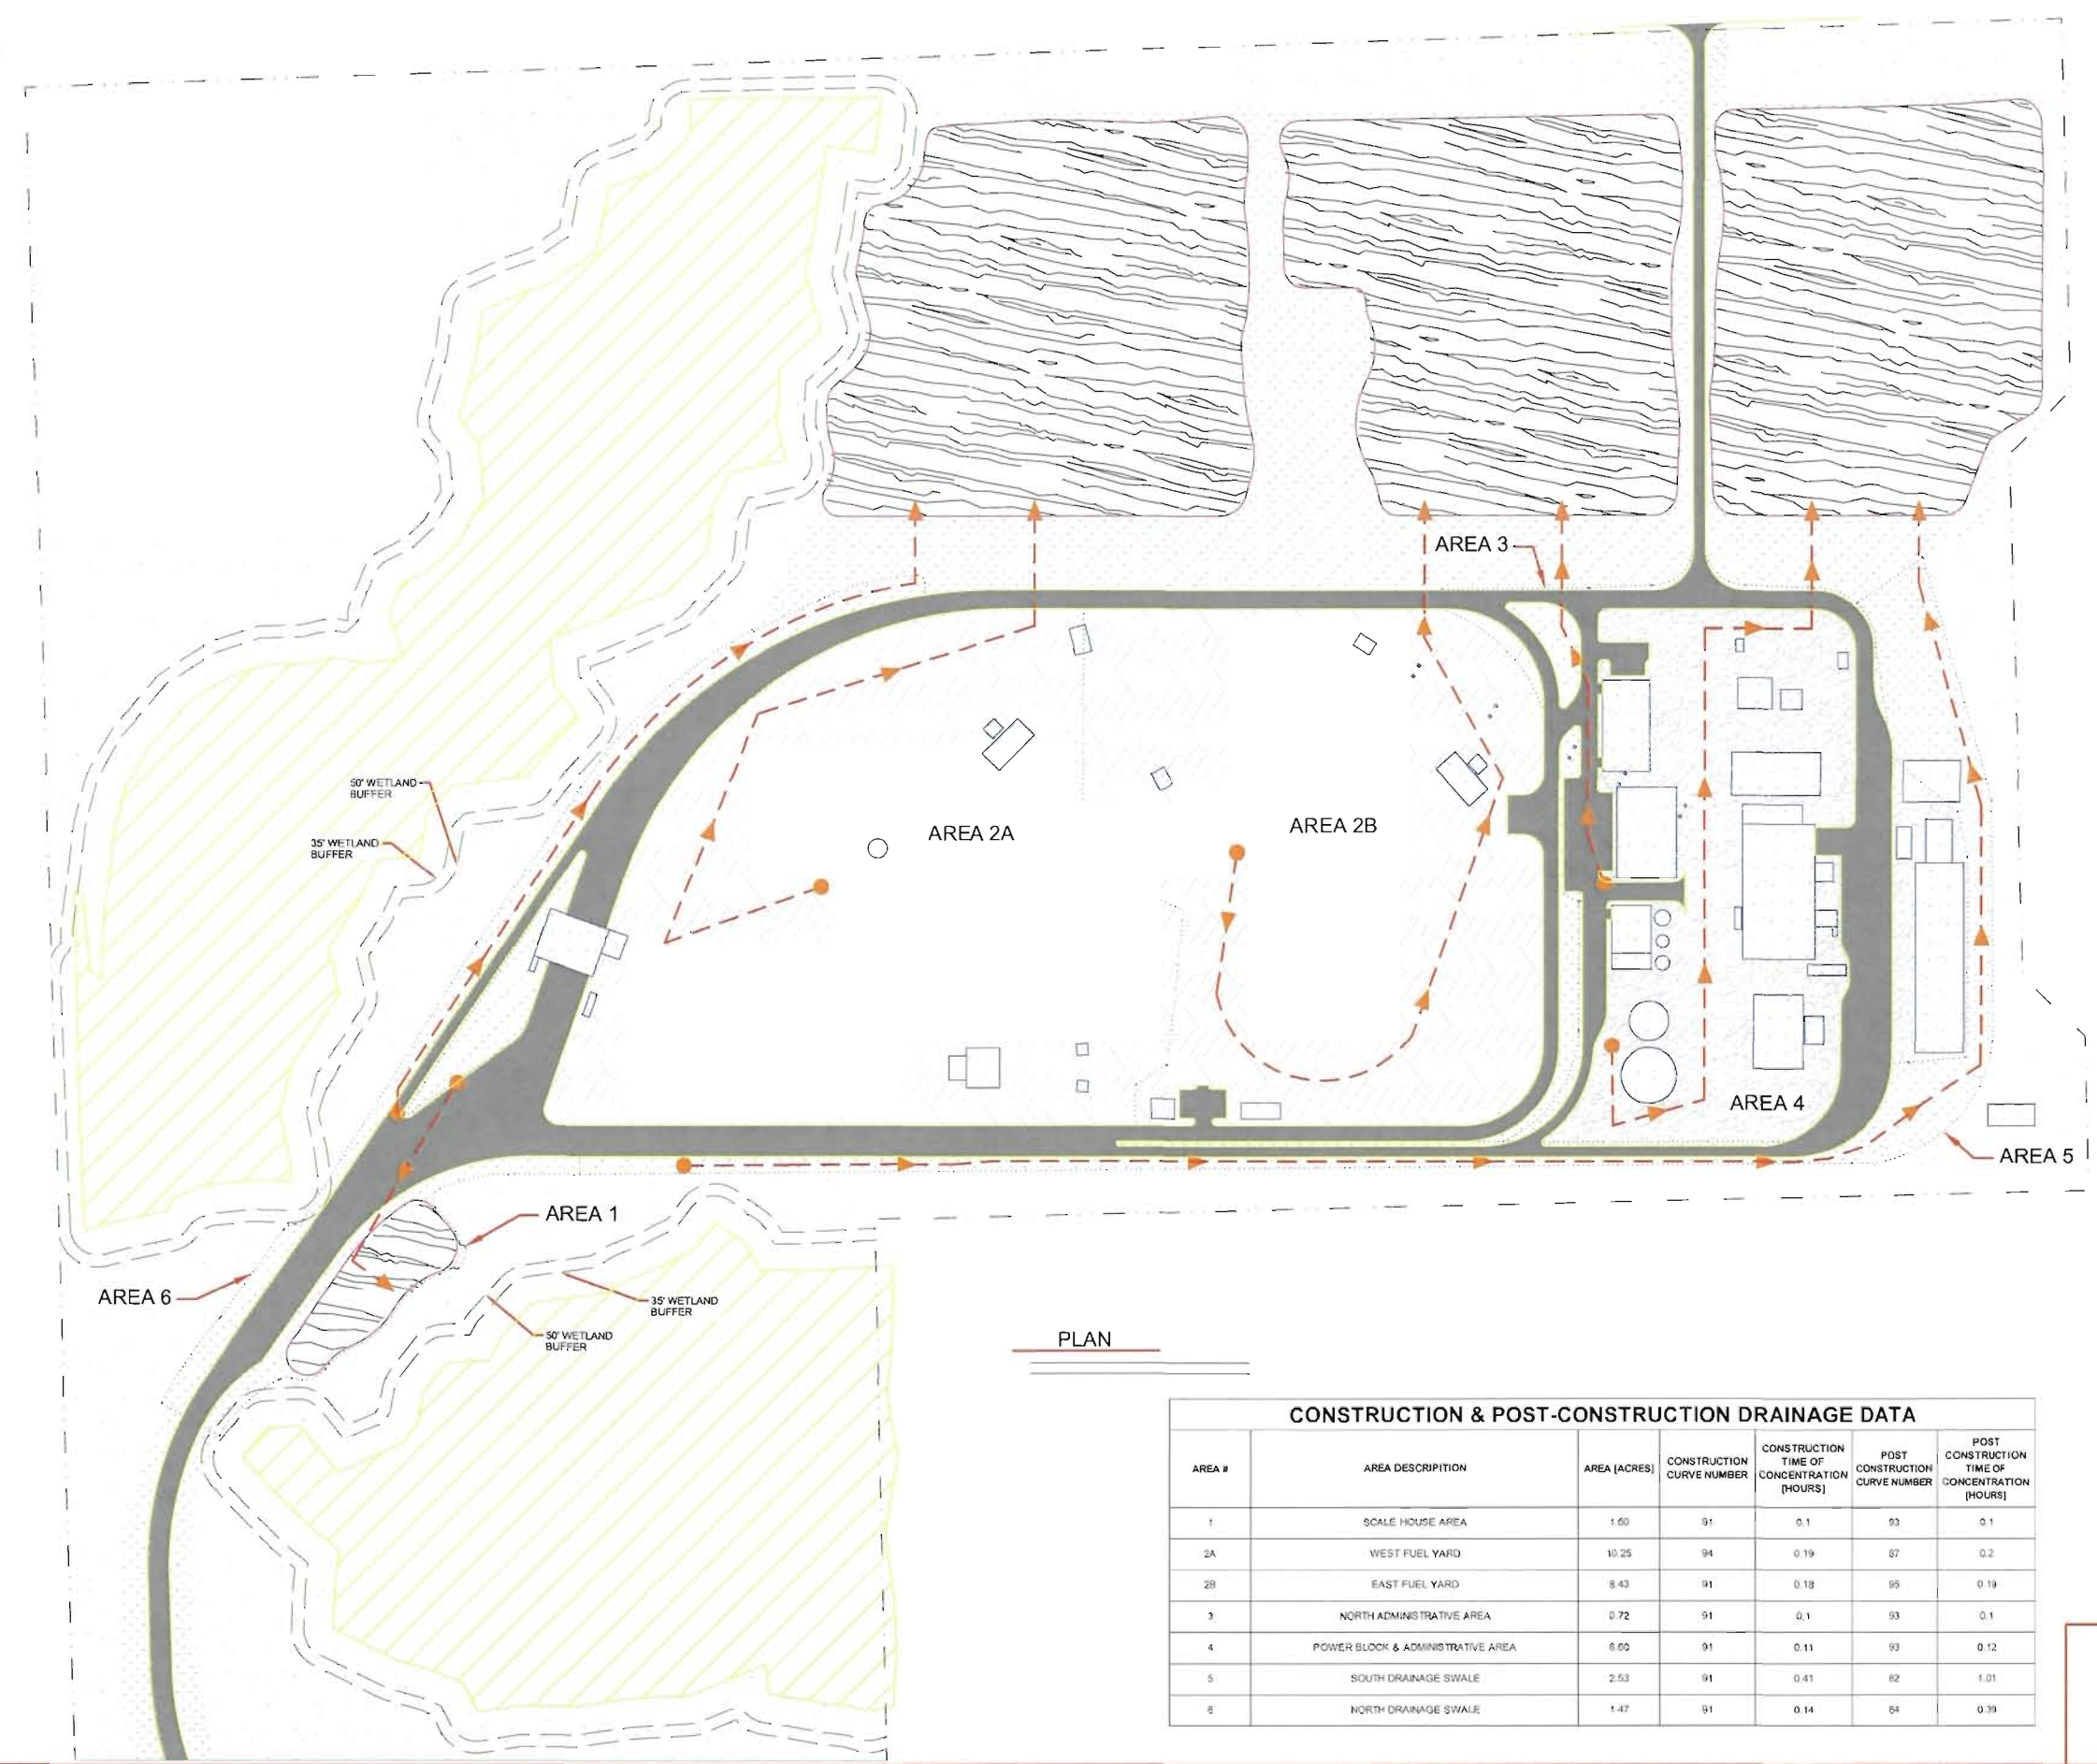 AREA 3
50' WETLAND
BUFFER
35' WETLAND
BUFFER
AREA 2A
AREA 2B
AREA 4
AREA 5
AREA 1
AREA 6
35' WETLAND
BUFFER
50' WETLAND
BUFFER
PLAN
CONSTRUCTION & POST-CONSTRUCTION DRAINAGE DATA
AREA # AREA DESCRIPITION AREA [ACRES] CONSTRUCTION CURVE NUMBER CONSTRUCTION TIME OF CONCENTRATION [HOURS] POST CONSTRUCTION CURVE NUMBER POST CONSTRUCTION TIME OF CONCENTRATION [HOURS]
1 SCALE HOUSE AREA 1.60 91 0.1 93 0.1
2A WEST FUEL YARD 10.25 94 0.19 87 0.2
2B EAST FUEL YARD 8.43 91 0.18 95 0.19
3 NORTH ADMINISTRATIVE AREA 0.72 91 0.1 93 0.1
4 POWER BLOCK & ADMINISTRATIVE AREA 6.60 91 0.11 93 0.12
5 SOUTH DRAINAGE SWALE 2.53 91 0.41 82 1.01
6 NORTH DRAINAGE SWALE 1.47 91 0.14 84 0.39